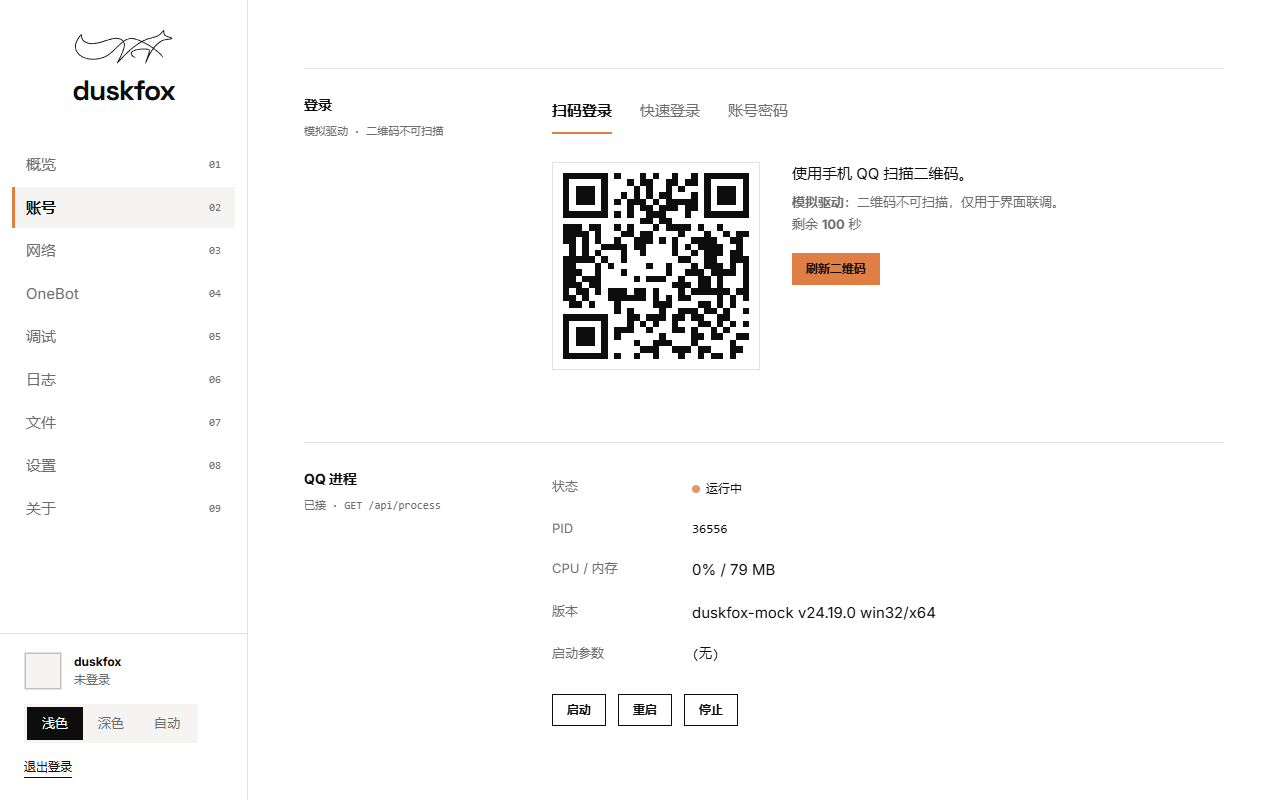 duskfox
概览 01
账号 02
网络 03
OneBot 04
调试 05
日志 06
文件 07
设置 08
关于 09
duskfox
未登录
浅色 深色 自动
退出登录
登录
模拟驱动 · 二维码不可扫描
扫码登录 快速登录 账号密码
使用手机 QQ 扫描二维码。
模拟驱动：二维码不可扫描，仅用于界面联调。
剩余 100 秒
刷新二维码
QQ 进程
已接 · GET /api/process
状态 运行中
PID 36556
CPU / 内存 0% / 79 MB
版本 duskfox-mock v24.19.0 win32/x64
启动参数 (无)
启动 重启 停止